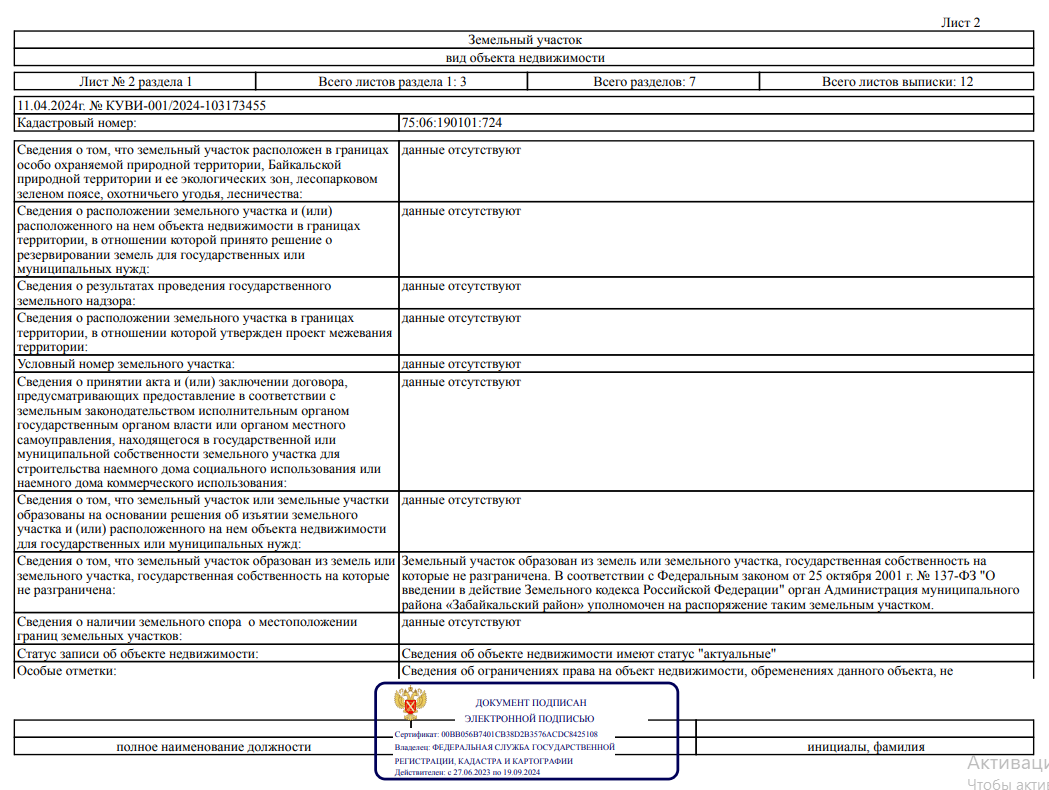 Лист 2
Земельный участок
вид объекта недвижимости
Лист № 2 раздела 1
Всего листов раздела 1: 3
Всего разделов: 7
Всего листов выписки: 12
11.04.2024г. № КУВИ-001/2024-103173455
Кадастровый номер:
75:06:190101:724
Сведения о том, что земельный участок расположен в границах
особо охраняемой природной территории, Байкальской
природной территории и ее экологических зон, лесопарковом
зеленом поясе, охотничьего угодья, лесничества:
данные отсутствуют
Сведения о расположении земельного участка и (или)
расположенного на нем объекта недвижимости в границах
территории, в отношении которой принято решение о
резервировании земель для государственных или
муниципальных нужд:
данные отсутствуют
Сведения о результатах проведения государственного
земельного надзора:
данные отсутствуют
Сведения о расположении земельного участка в границах
территории, в отношении которой утвержден проект межевания
территории:
данные отсутствуют
Условный номер земельного участка:
данные отсутствуют
Сведения о принятии акта и (или) заключении договора,
предусматривающих предоставление в соответствии с
земельным законодательством исполнительным органом
государственным органом власти или органом местного
самоуправления, находящегося в государственной или
муниципальной собственности земельного участка для
строительства наемного дома социального использования или
наемного дома коммерческого использования:
данные отсутствуют
Сведения о том, что земельный участок или земельные участки
образованы на основании решения об изъятии земельного
участка и (или) расположенного на нем объекта недвижимости
для государственных или муниципальных нужд:
данные отсутствуют
Сведения о том, что земельный участок образован из земель или
земельного участка, государственная собственность на которые
не разграничена:
Земельный участок образован из земель или земельного участка, государственная собственность на
которые не разграничена. В соответствии с Федеральным законом от 25 октября 2001 г. № 137-ФЗ "О
введении в действие Земельного кодекса Российской Федерации" орган Администрация муниципального
района «Забайкальский район» уполномочен на распоряжение таким земельным участком.
Сведения о наличии земельного спора о местоположении
границ земельных участков:
данные отсутствуют
Статус записи об объекте недвижимости:
Сведения об объекте недвижимости имеют статус "актуальные"
Особые отметки:
Сведения об ограничениях права на объект недвижимости, обременениях данного объекта, не
ДОКУМЕНТ ПОДПИСАН
ЭЛЕКТРОННОЙ ПОДПИСЬЮ
Сертификат: 00BB056B7401CB38D2B3576ACDC8425108
Владелец: ФЕДЕРАЛЬНАЯ СЛУЖБА ГОСУДАРСТВЕННОЙ
РЕГИСТРАЦИИ, КАДАСТРА И КАРТОГРАФИИ
Действителен: с 27.06.2023 по 19.09.2024
полное наименование должности
инициалы, фамилия
Активаци
Чтобы актив